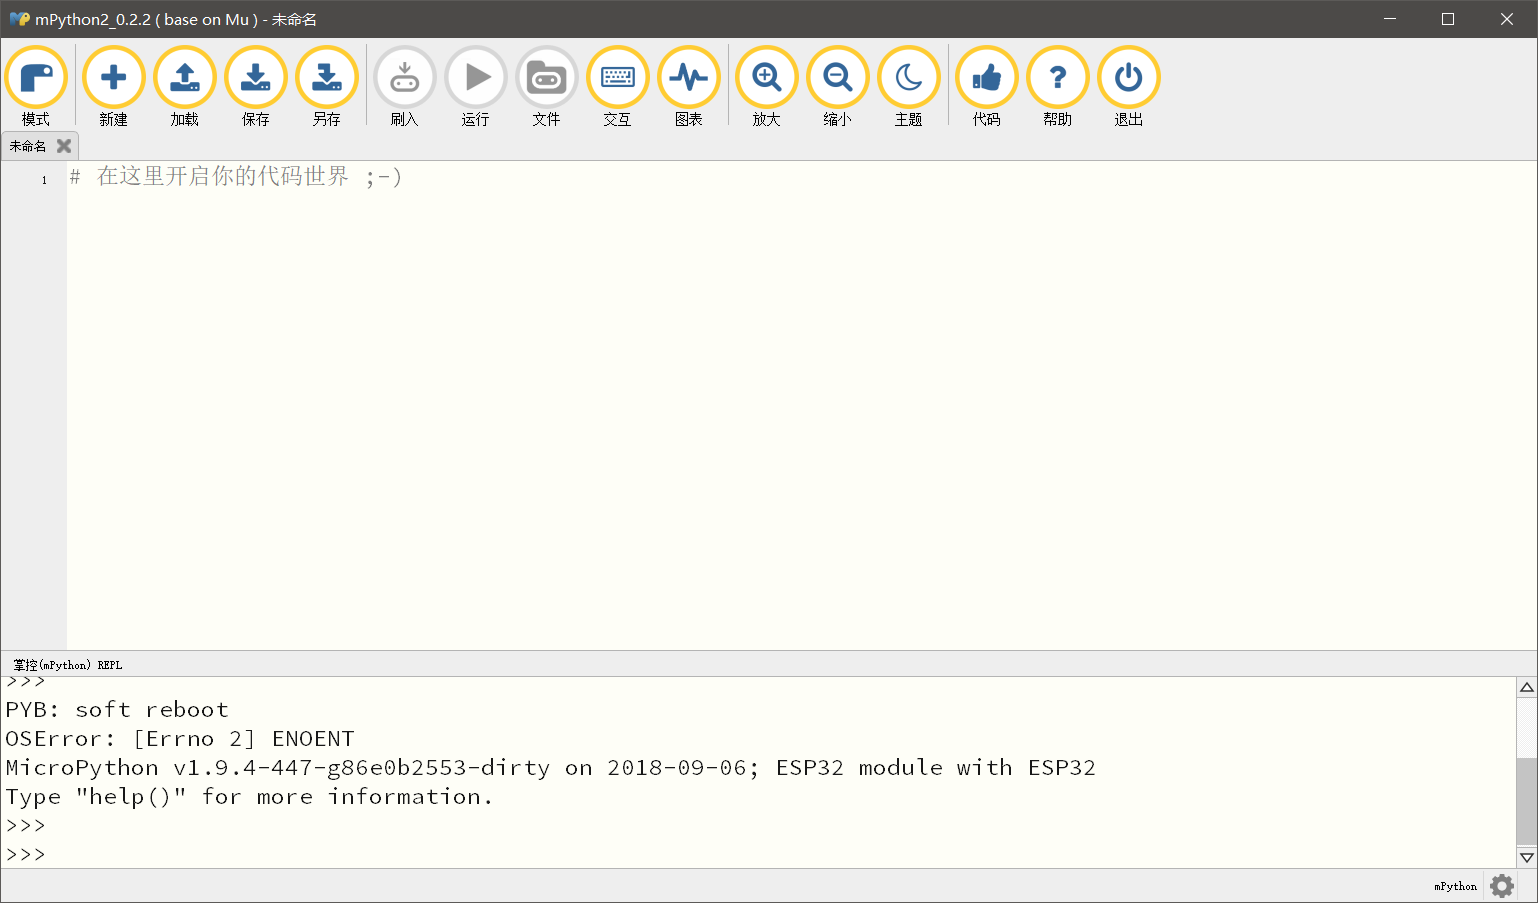 mPython2_0.2.2 ( base on Mu ) - 未命名
模式 新建 加载 保存 另存 刷入 运行 文件 交互 图表 放大 缩小 主题 代码 帮助 退出
未命名
1 # 在这里开启你的代码世界 ;-)
掌控(mPython) REPL
>>>
PYB: soft reboot
OSError: [Errno 2] ENOENT
MicroPython v1.9.4-447-g86e0b2553-dirty on 2018-09-06; ESP32 module with ESP32
Type "help()" for more information.
>>>
>>>
mPython